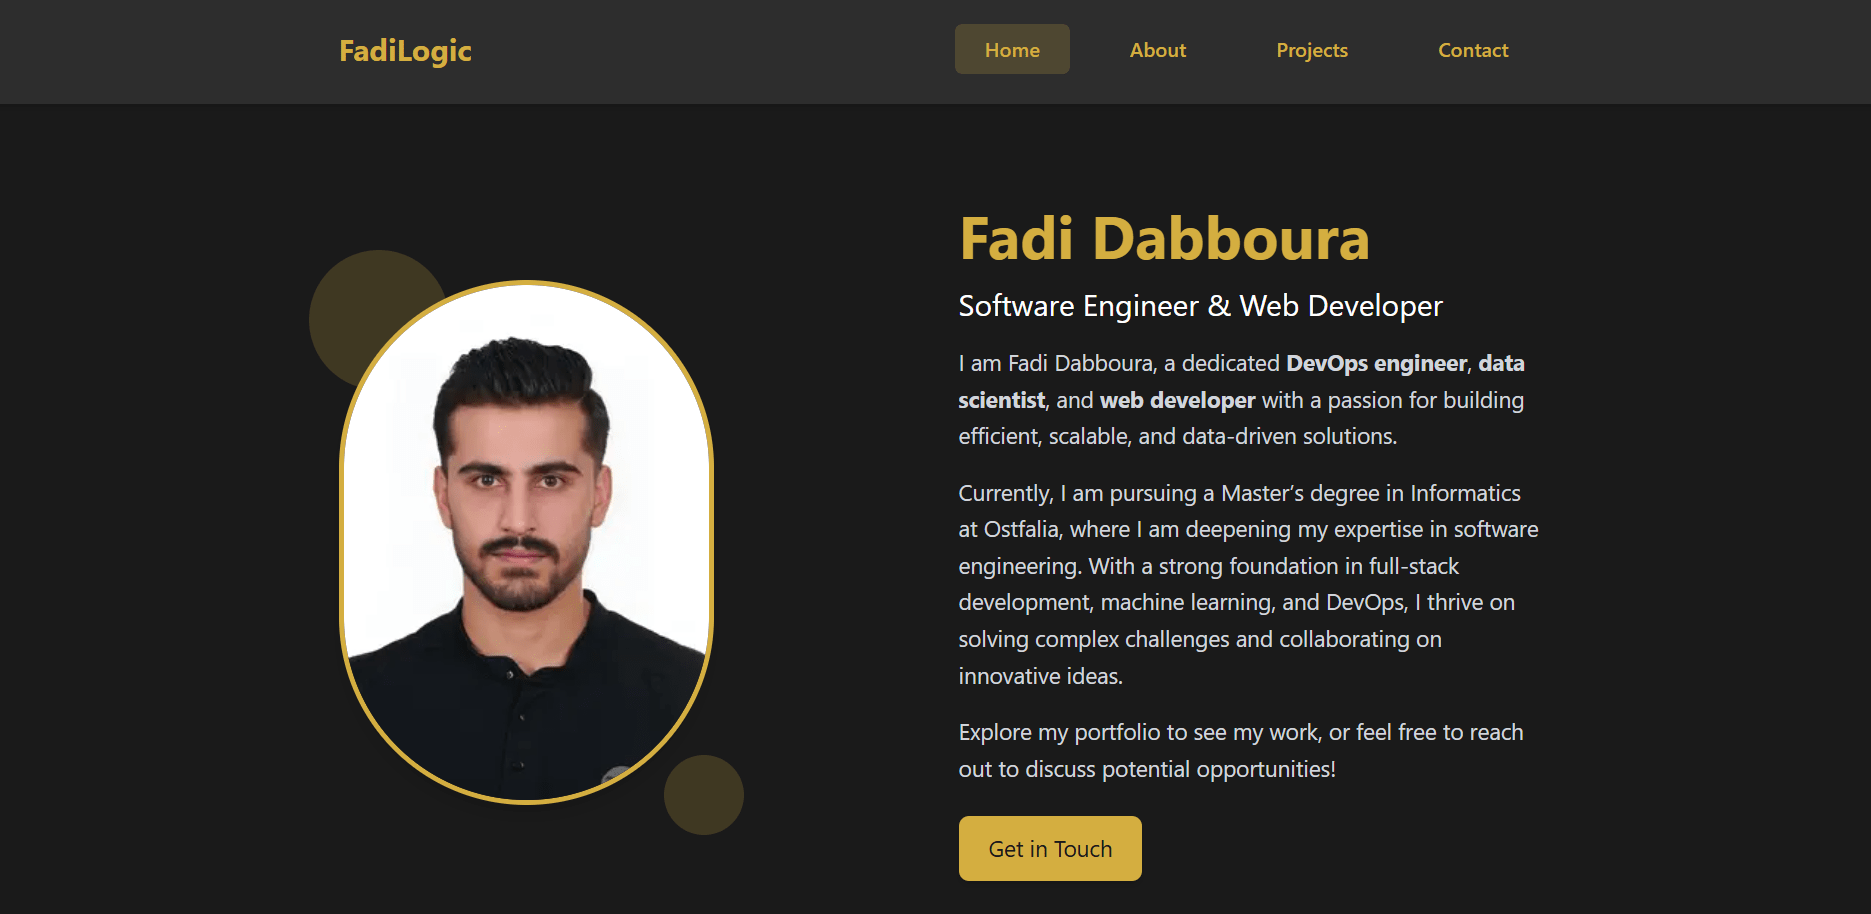 FadiLogic
Home
About
Projects
Contact
Fadi Dabboura
Software Engineer & Web Developer
I am Fadi Dabboura, a dedicated DevOps engineer, data
scientist, and web developer with a passion for building
efficient, scalable, and data-driven solutions.
Currently, I am pursuing a Master’s degree in Informatics
at Ostfalia, where I am deepening my expertise in software
engineering. With a strong foundation in full-stack
development, machine learning, and DevOps, I thrive on
solving complex challenges and collaborating on
innovative ideas.
Explore my portfolio to see my work, or feel free to reach
out to discuss potential opportunities!
Get in Touch